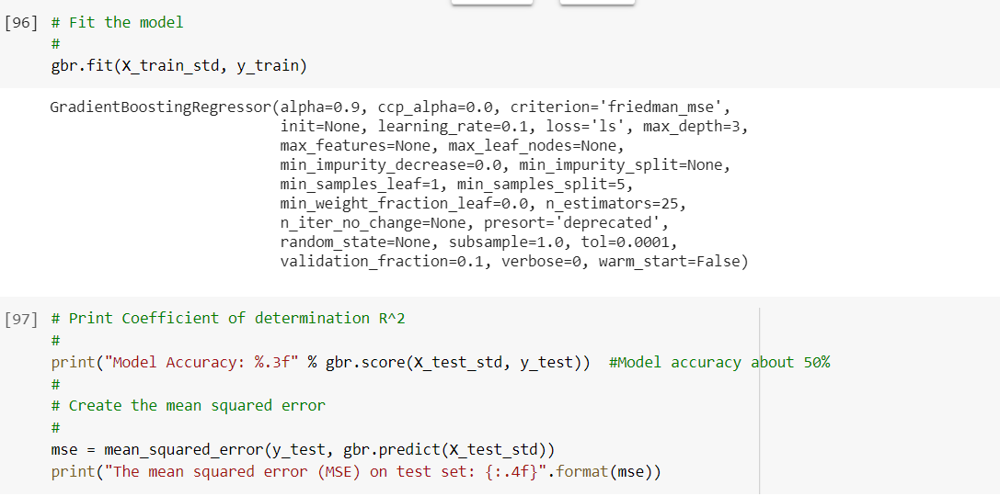 [96] # Fit the model
#
gbr.fit(X_train_std, y_train)
GradientBoostingRegressor(alpha=0.9, ccp_alpha=0.0, criterion='friedman_mse',
init=None, learning_rate=0.1, loss='ls', max_depth=3,
max_features=None, max_leaf_nodes=None,
min_impurity_decrease=0.0, min_impurity_split=None,
min_samples_leaf=1, min_samples_split=5,
min_weight_fraction_leaf=0.0, n_estimators=25,
n_iter_no_change=None, presort='deprecated',
random_state=None, subsample=1.0, tol=0.0001,
validation_fraction=0.1, verbose=0, warm_start=False)
[97] # Print Coefficient of determination R^2
#
print("Model Accuracy: %.3f" % gbr.score(X_test_std, y_test))  #Model accuracy about 50%
#
# Create the mean squared error
#
mse = mean_squared_error(y_test, gbr.predict(X_test_std))
print("The mean squared error (MSE) on test set: {:.4f}".format(mse))